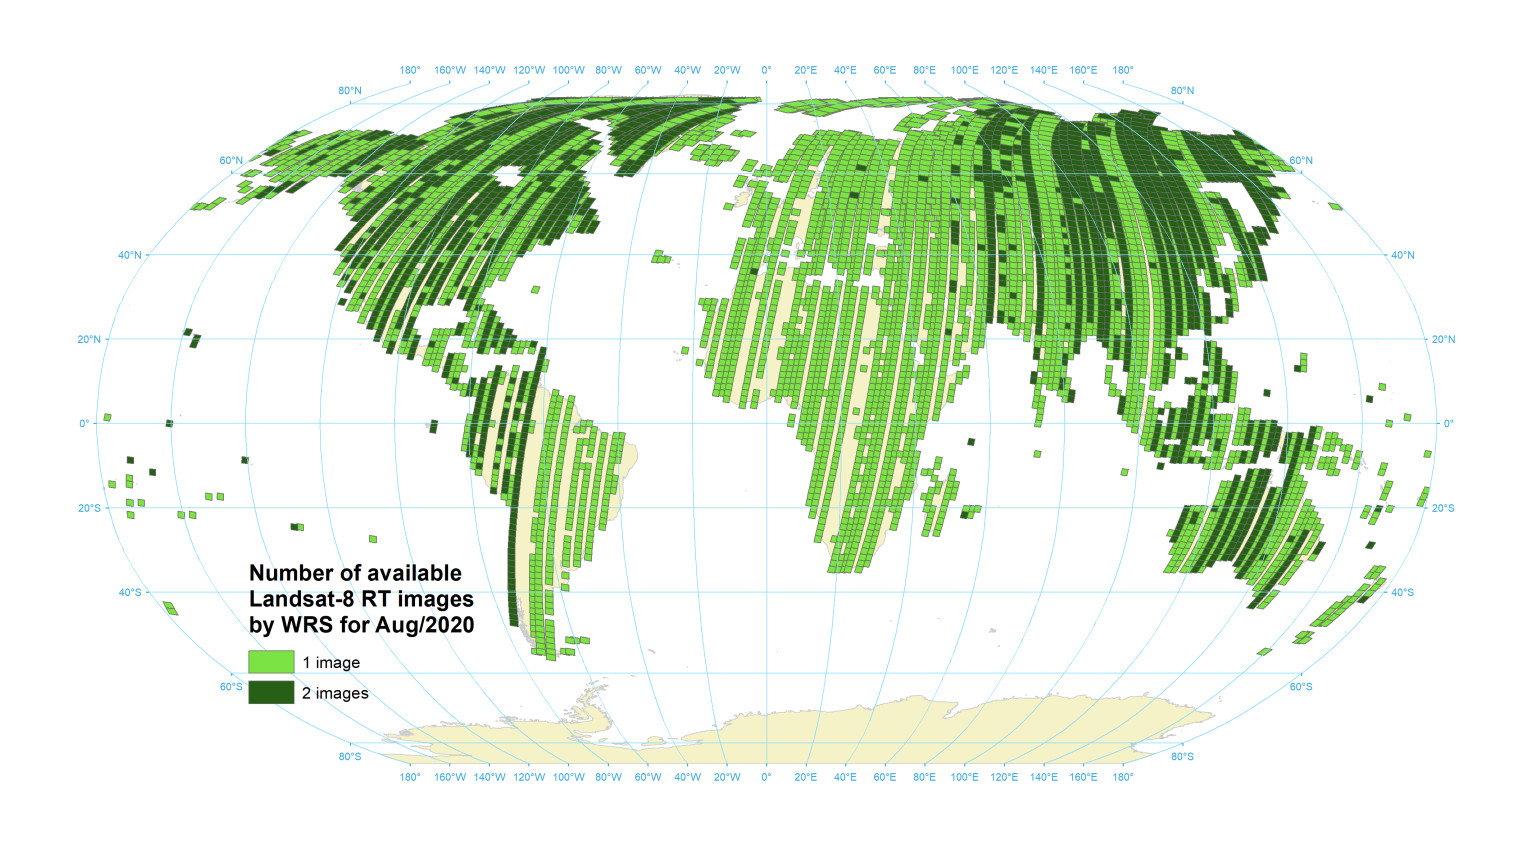 180° 160°W 140°W 120°W 100°W 80°W 60°W 40°W 20°W 0° 20°E 40°E 60°E 80°E 100°E 120°E 140°E 160°E 180°
80°N 80°N
60°N 60°N
40°N 40°N
20°N 20°N
0° 0°
20°S 20°S
Number of available
Landsat-8 RT images
by WRS for Aug/2020
40°S 40°S
1 image
2 images
60°S 60°S
80°S 80°S
180° 160°W 140°W 120°W 100°W 80°W 60°W 40°W 20°W 0° 20°E 40°E 60°E 80°E 100°E 120°E 140°E 160°E 180°